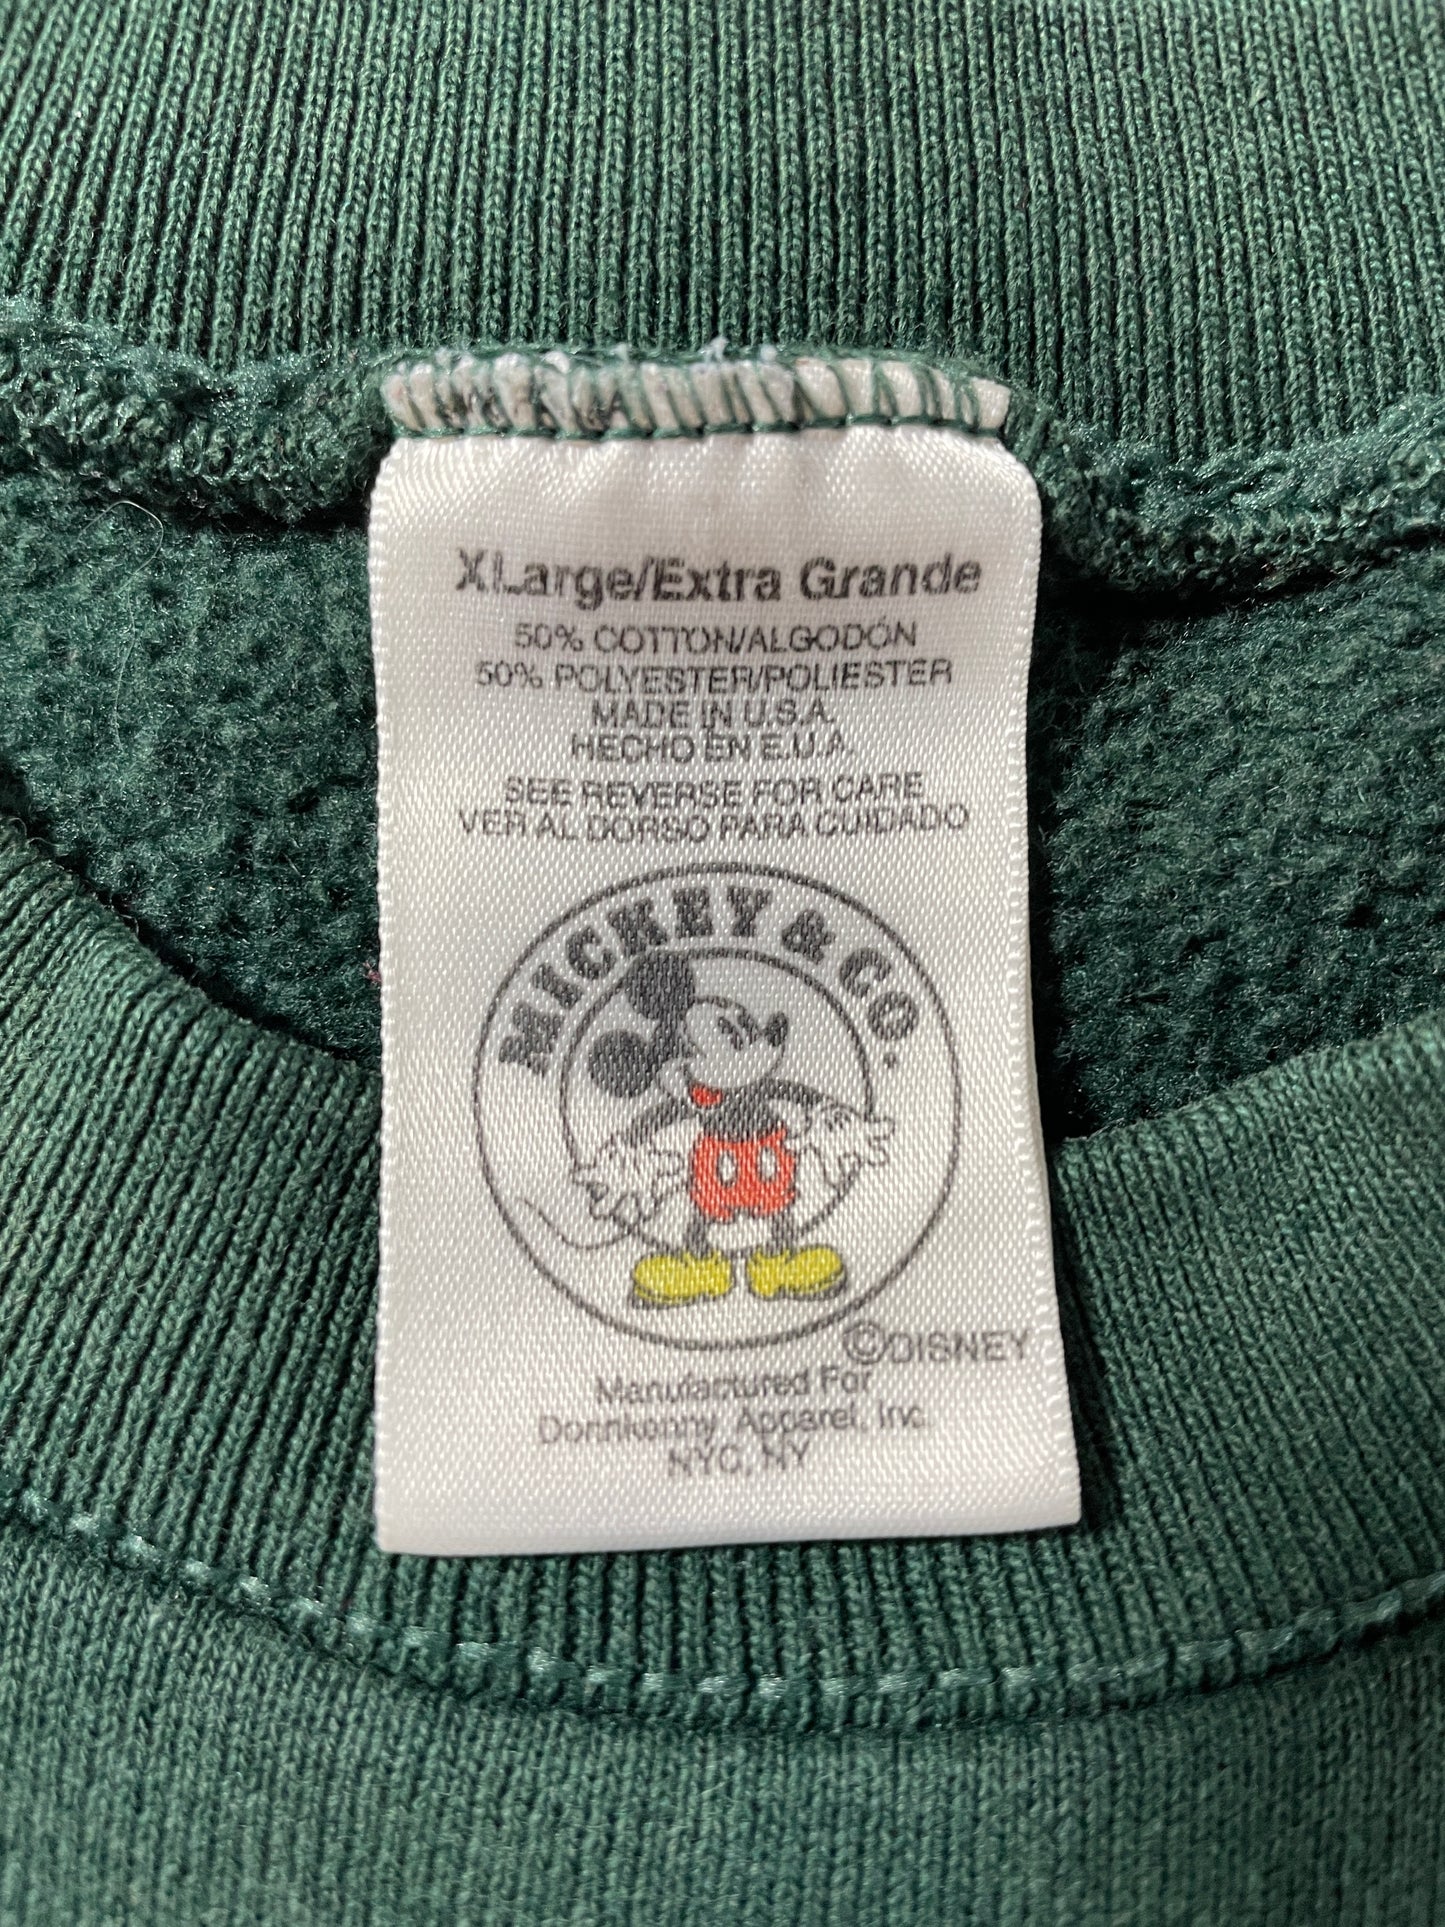 XLarge/Extra Grande
50% COTTON/ALGODÓN
50% POLYESTER/POLIESTER
MADE IN U.S.A.
HECHO EN E.U.A.
SEE REVERSE FOR CARE
VER AL DORSO PARA CUIDADO
MICKEY & CO.
©DISNEY
Manufactured For
Donnkenny Apparel, Inc.
NYC, NY